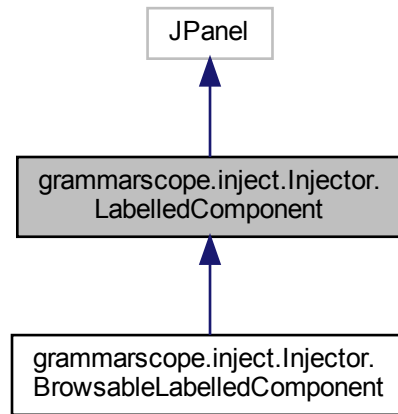 JPanel
grammarscope.inject.Injector.
LabelledComponent
grammarscope.inject.Injector.
BrowsableLabelledComponent